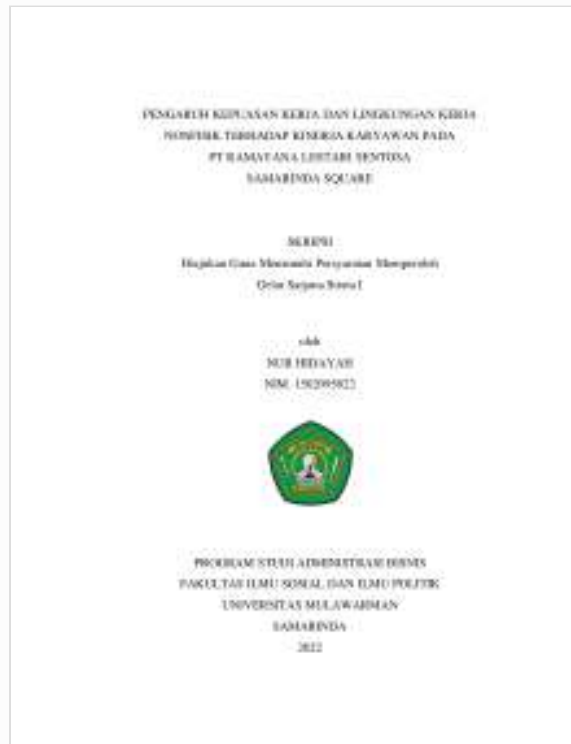 PENGARUH KEPUASAN KERJA DAN LINGKUNGAN KERJA
NONFISIK TERHADAP KINERJA KARYAWAN PADA
PT RAMAYANA LESTARI SENTOSA
SAMARINDA SQUARE
SKRIPSI
Diajukan Guna Memenuhi Persyaratan Memperoleh
Gelar Sarjana Strata I
oleh
NUR HIDAYAH
NIM.
PROGRAM STUDI ADMINISTRASI BISNIS
FAKULTAS ILMU SOSIAL DAN ILMU POLITIK
UNIVERSITAS MULAWARMAN
SAMARINDA
2022